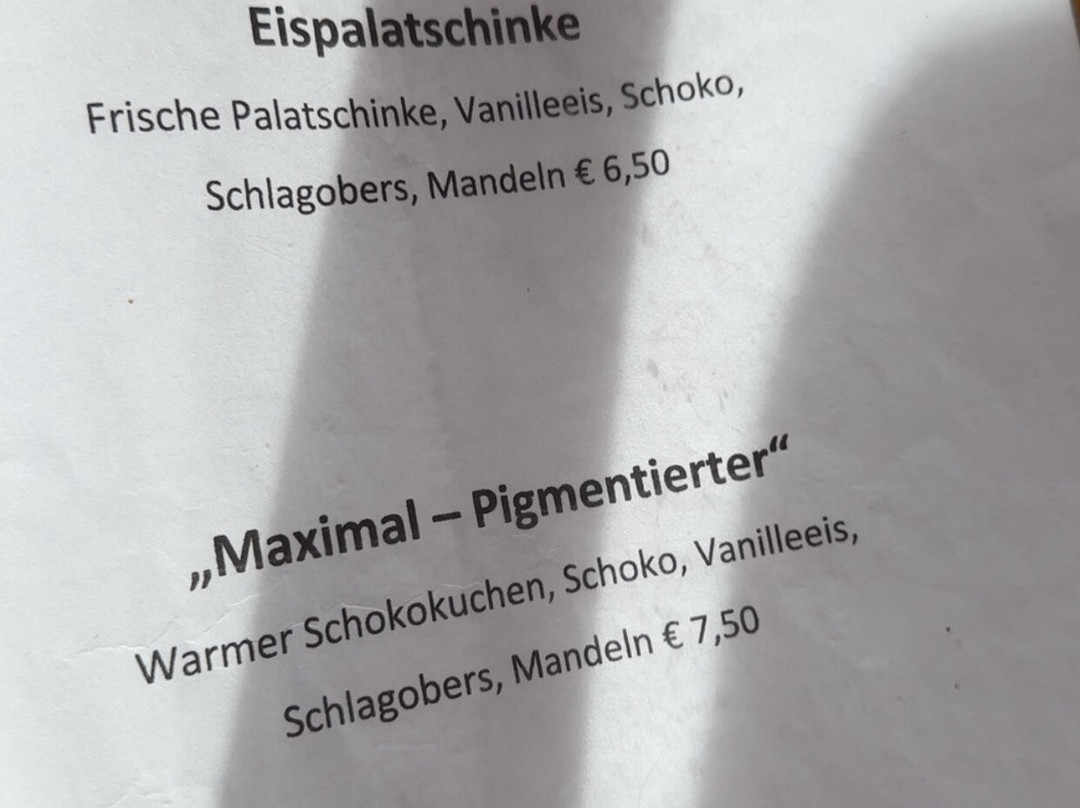 Eispalatschinke
Frische Palatschinke, Vanilleeis, Schoko,
Schlagobers, Mandeln € 6,50
„Maximal – Pigmentierter“
Warmer Schokokuchen, Schoko, Vanilleeis,
Schlagobers, Mandeln € 7,50